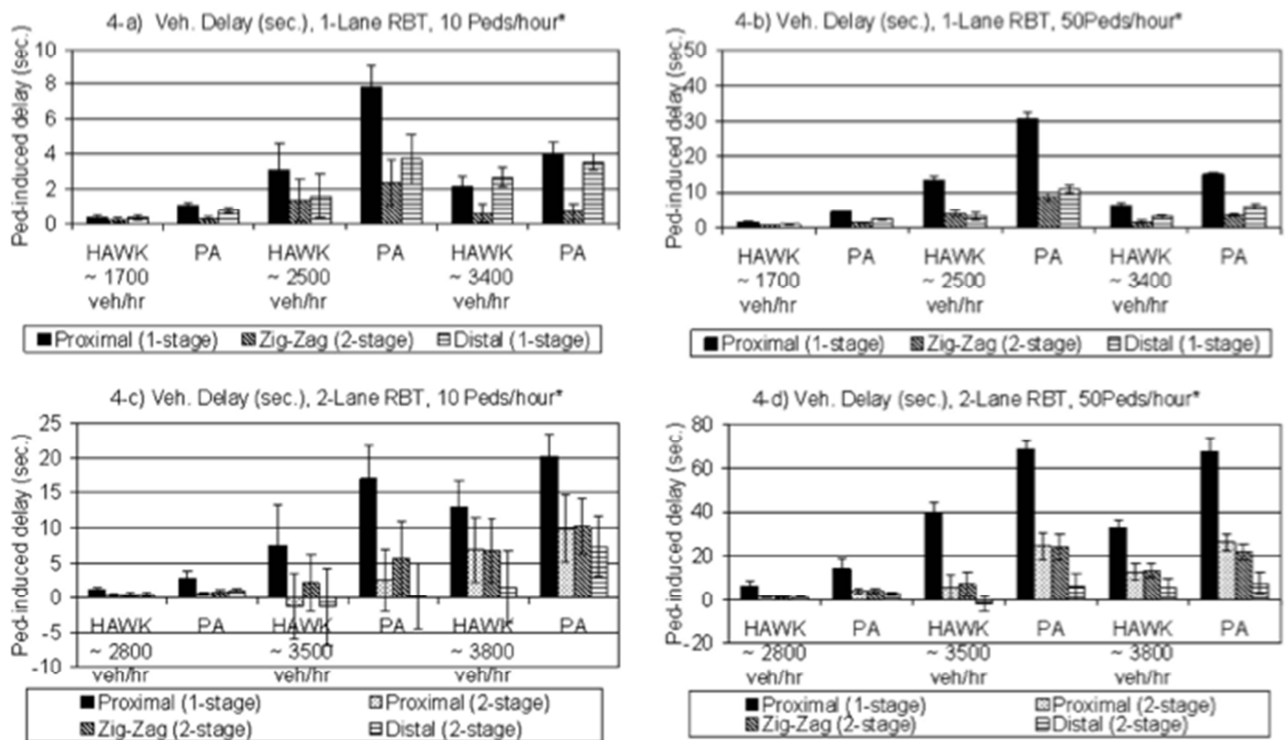 4-a) Veh. Delay (sec.), 1-Lane RBT, 10 Peds/hour*
Ped-induced delay (sec.)
10
8
6
4
2
0
HAWK PA HAWK PA HAWK PA
~ 1700 ~ 2500 ~ 3400
veh/hr veh/hr veh/hr
Proximal (1-stage) Zig-Zag (2-stage) Distal (1-stage)
4-b) Veh. Delay (sec.), 1-Lane RBT, 50Peds/hour*
Ped-induced delay (sec.)
50
40
30
20
10
0
HAWK PA HAWK PA HAWK PA
~ 1700 ~ 2500 ~ 3400
veh/hr veh/hr veh/hr
Proximal (1-stage) Zig-Zag (2-stage) Distal (1-stage)
4-c) Veh. Delay (sec.), 2-Lane RBT, 10 Peds/hour*
Ped-induced delay (sec.)
25
20
15
10
5
0
-5
-10
HAWK PA HAWK PA HAWK PA
~ 2800 ~ 3500 ~ 3800
veh/hr veh/hr veh/hr
Proximal (1-stage) Proximal (2-stage)
Zig-Zag (2-stage) Distal (2-stage)
4-d) Veh. Delay (sec.), 2-Lane RBT, 50Peds/hour*
Ped-induced delay (sec.)
80
60
40
20
0
-20
HAWK PA HAWK PA HAWK PA
~ 2800 ~ 3500 ~ 3800
veh/hr veh/hr veh/hr
Proximal (1-stage) Proximal (2-stage)
Zig-Zag (2-stage) Distal (2-stage)